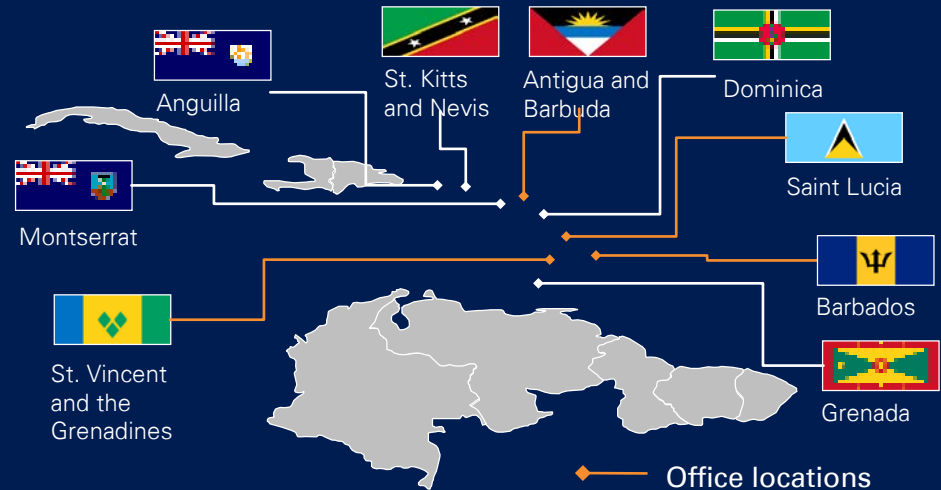 Anguilla
St. Kitts
and Nevis
Antigua and
Barbuda
Dominica
Saint Lucia
Montserrat
Barbados
St. Vincent
and the
Grenadines
Grenada
Office locations